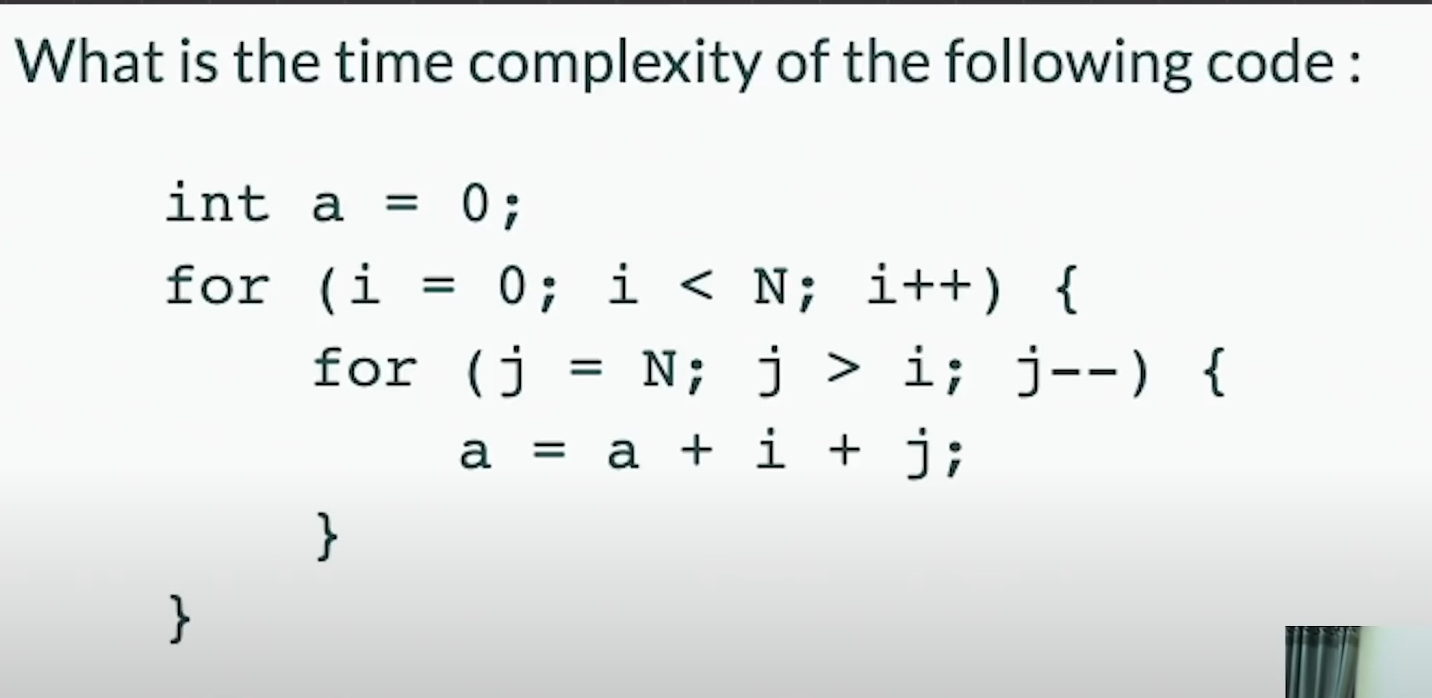 What is the time complexity of the following code :
int a = 0;
for (i = 0; i < N; i++) {
for (j = N; j > i; j--) {
a = a + i + j;
}
}